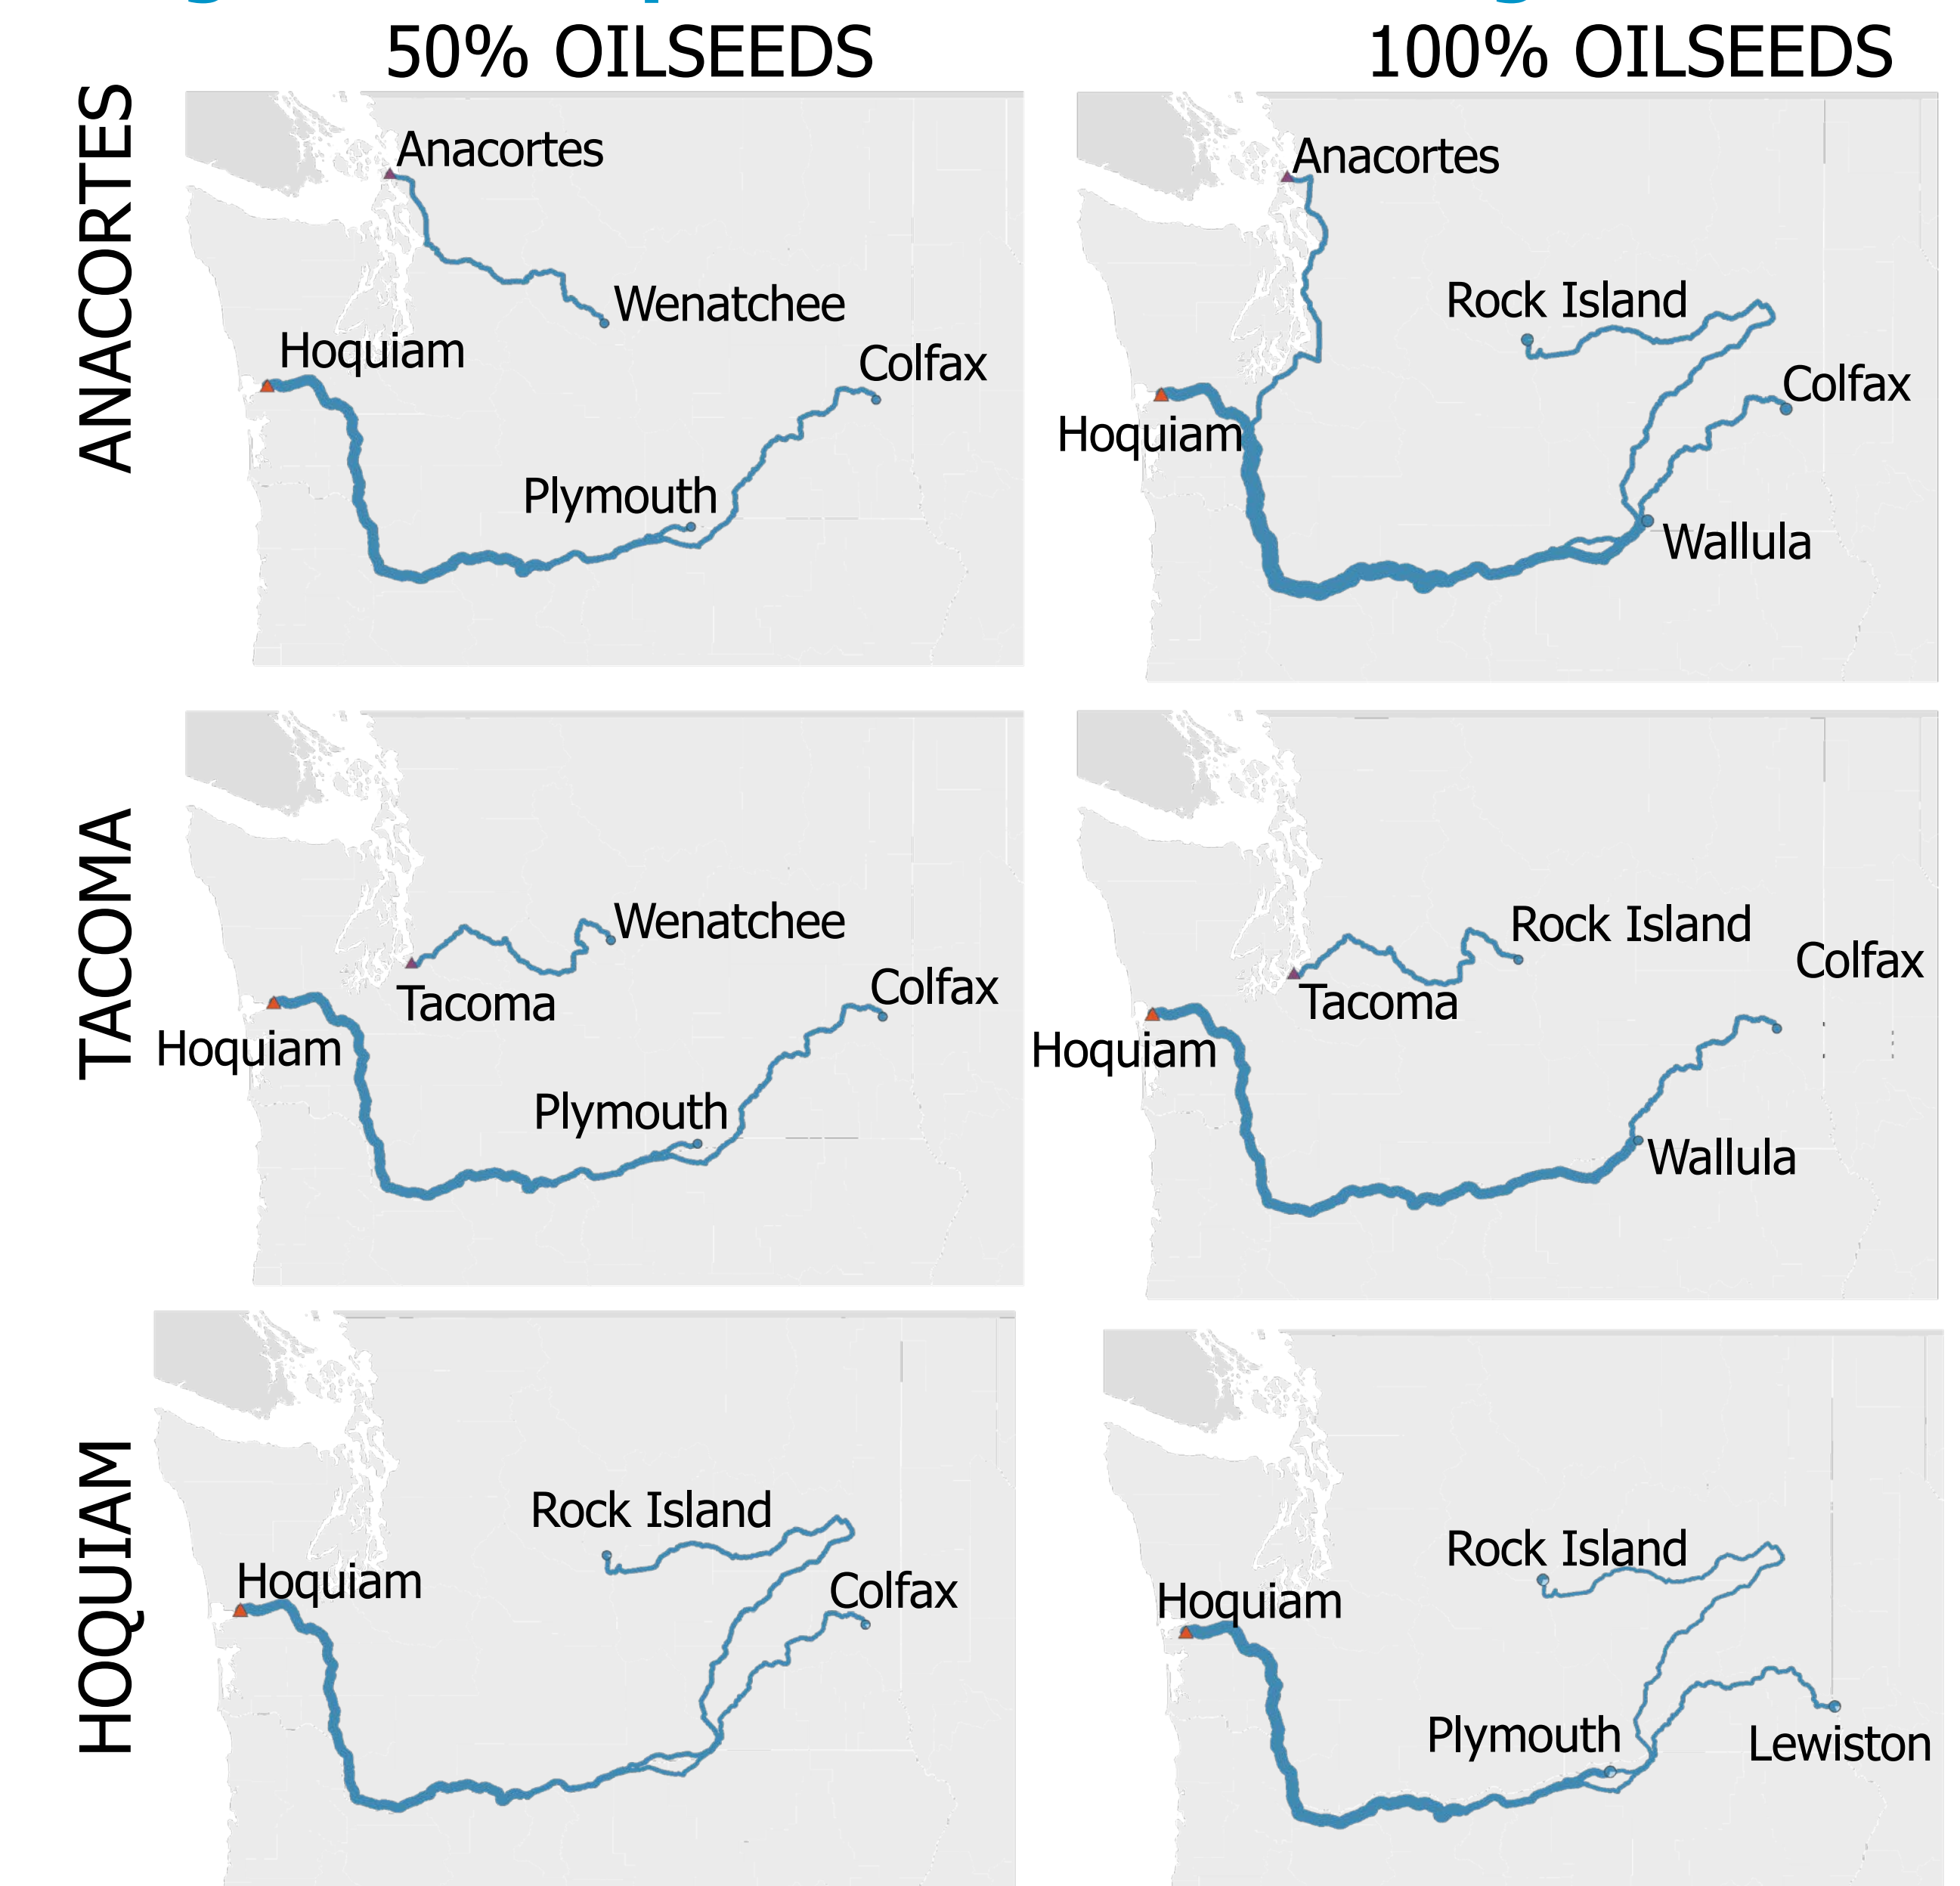 50% OILSEEDS
100% OILSEEDS
ANACORTES
Anacortes
Wenatchee
Hoquiam
Colfax
Plymouth
Anacortes
Rock Island
Colfax
Hoquiam
Wallula
TACOMA
Wenatchee
Colfax
Tacoma
Hoquiam
Plymouth
Rock Island
Colfax
Tacoma
Hoquiam
Wallula
HOQUIAM
Rock Island
Hoquiam
Colfax
Rock Island
Hoquiam
Plymouth
Lewiston